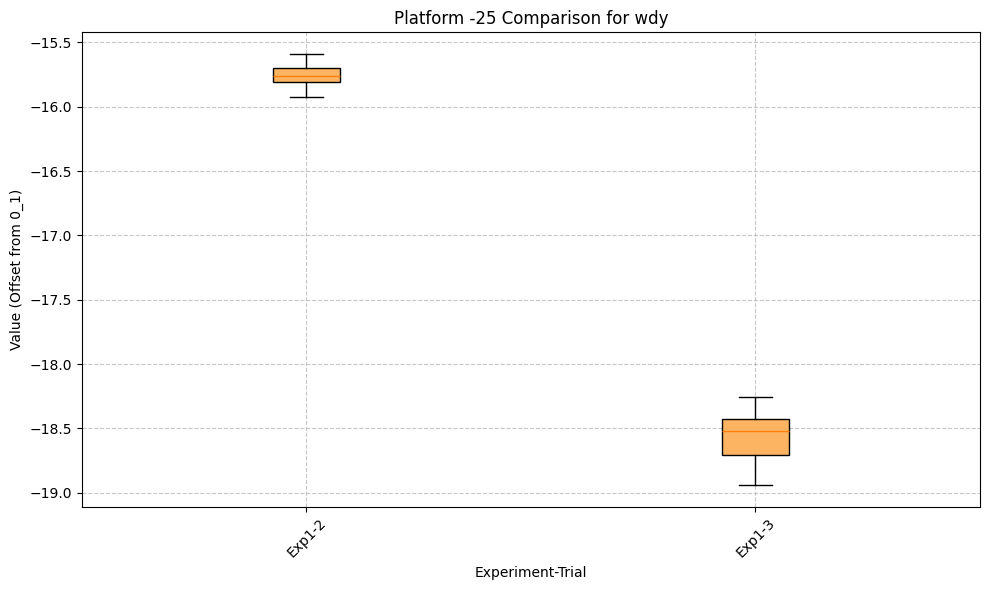 Platform -25 Comparison for wdy
−15.5
−16.0
−16.5
−17.0
−17.5
−18.0
−18.5
−19.0
Value (Offset from 0_1)
Exp1-2
Exp1-3
Experiment-Trial